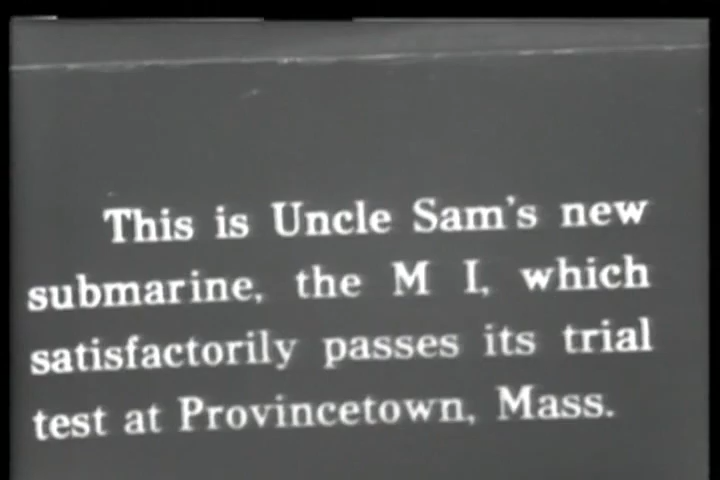 This is Uncle Sam's new
submarine, the M I, which
satisfactorily passes its trial
test at Provincetown, Mass.